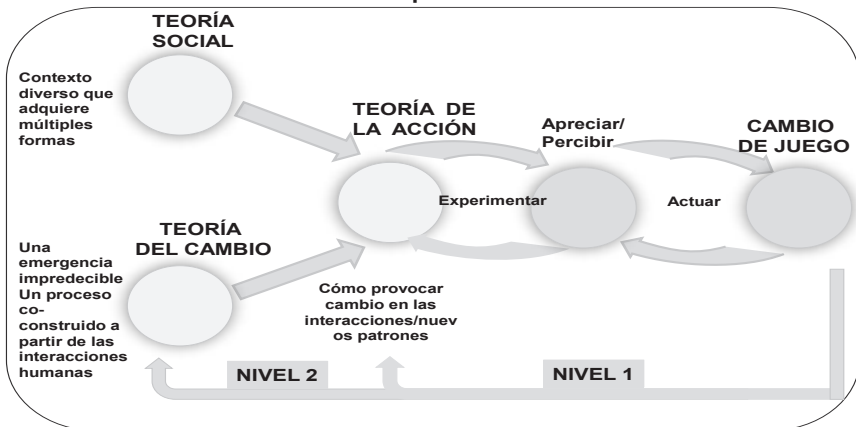 TEORÍA
SOCIAL
Contexto
diverso que
adquiere
múltiples
formas
TEORÍA DE
LA ACCIÓN
Apreciar/
Percibir
CAMBIO
DE JUEGO
Experimentar
Actuar
TEORÍA
DEL CAMBIO
Una
emergencia
impredecible
Un proceso
co-
construido a
partir de las
interacciones
humanas
Cómo provocar
cambio en las
interacciones/nuev
os patrones
NIVEL 2
NIVEL 1